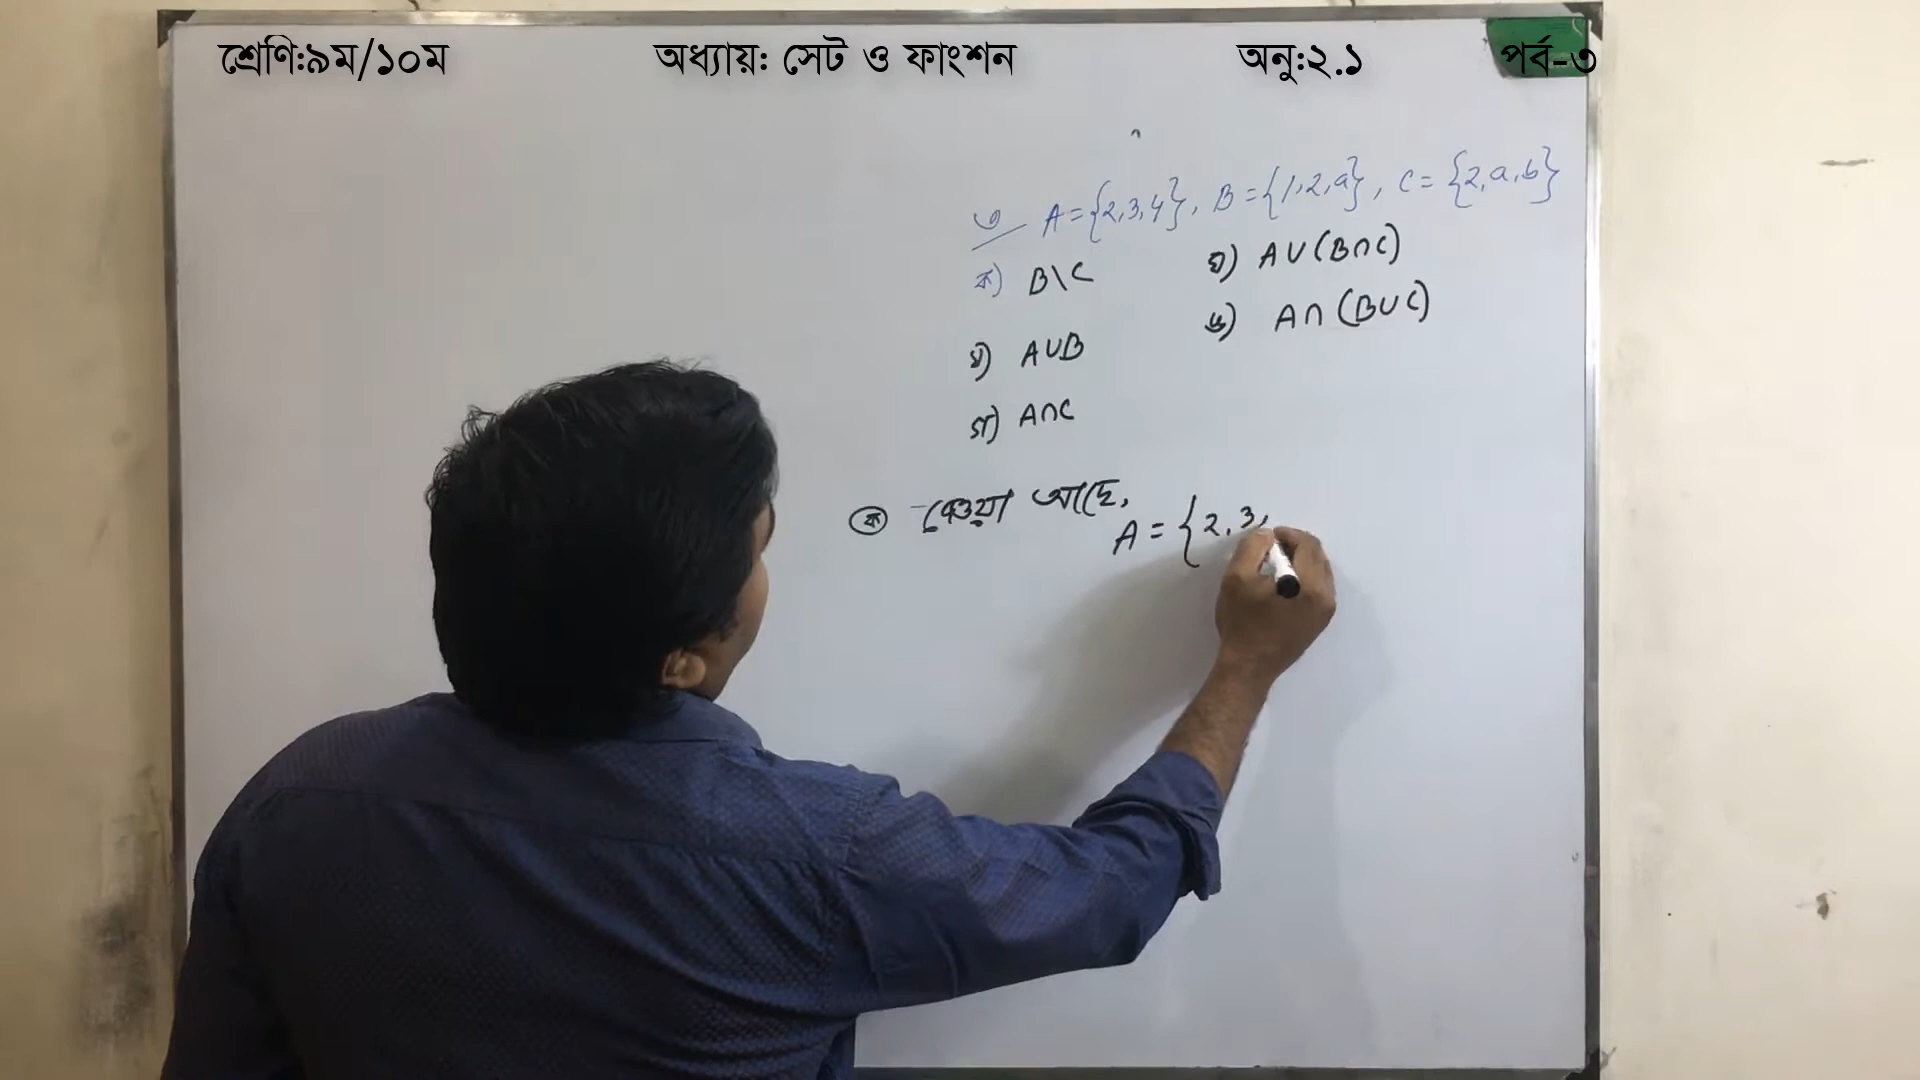 শ্রেণি:৯ম/১০ম অধ্যায়: সেট ও ফাংশন অনু:২.১ পর্ব-৩
৩ A={2,3,4}, B={1,2,a}, C={2,a,b}
ক) B\C
খ) A∪B
গ) A∩C
ঘ) A∪(B∩C)
ঙ) A∩(B∪C)
ক দেওয়া আছে,
A={2,3,